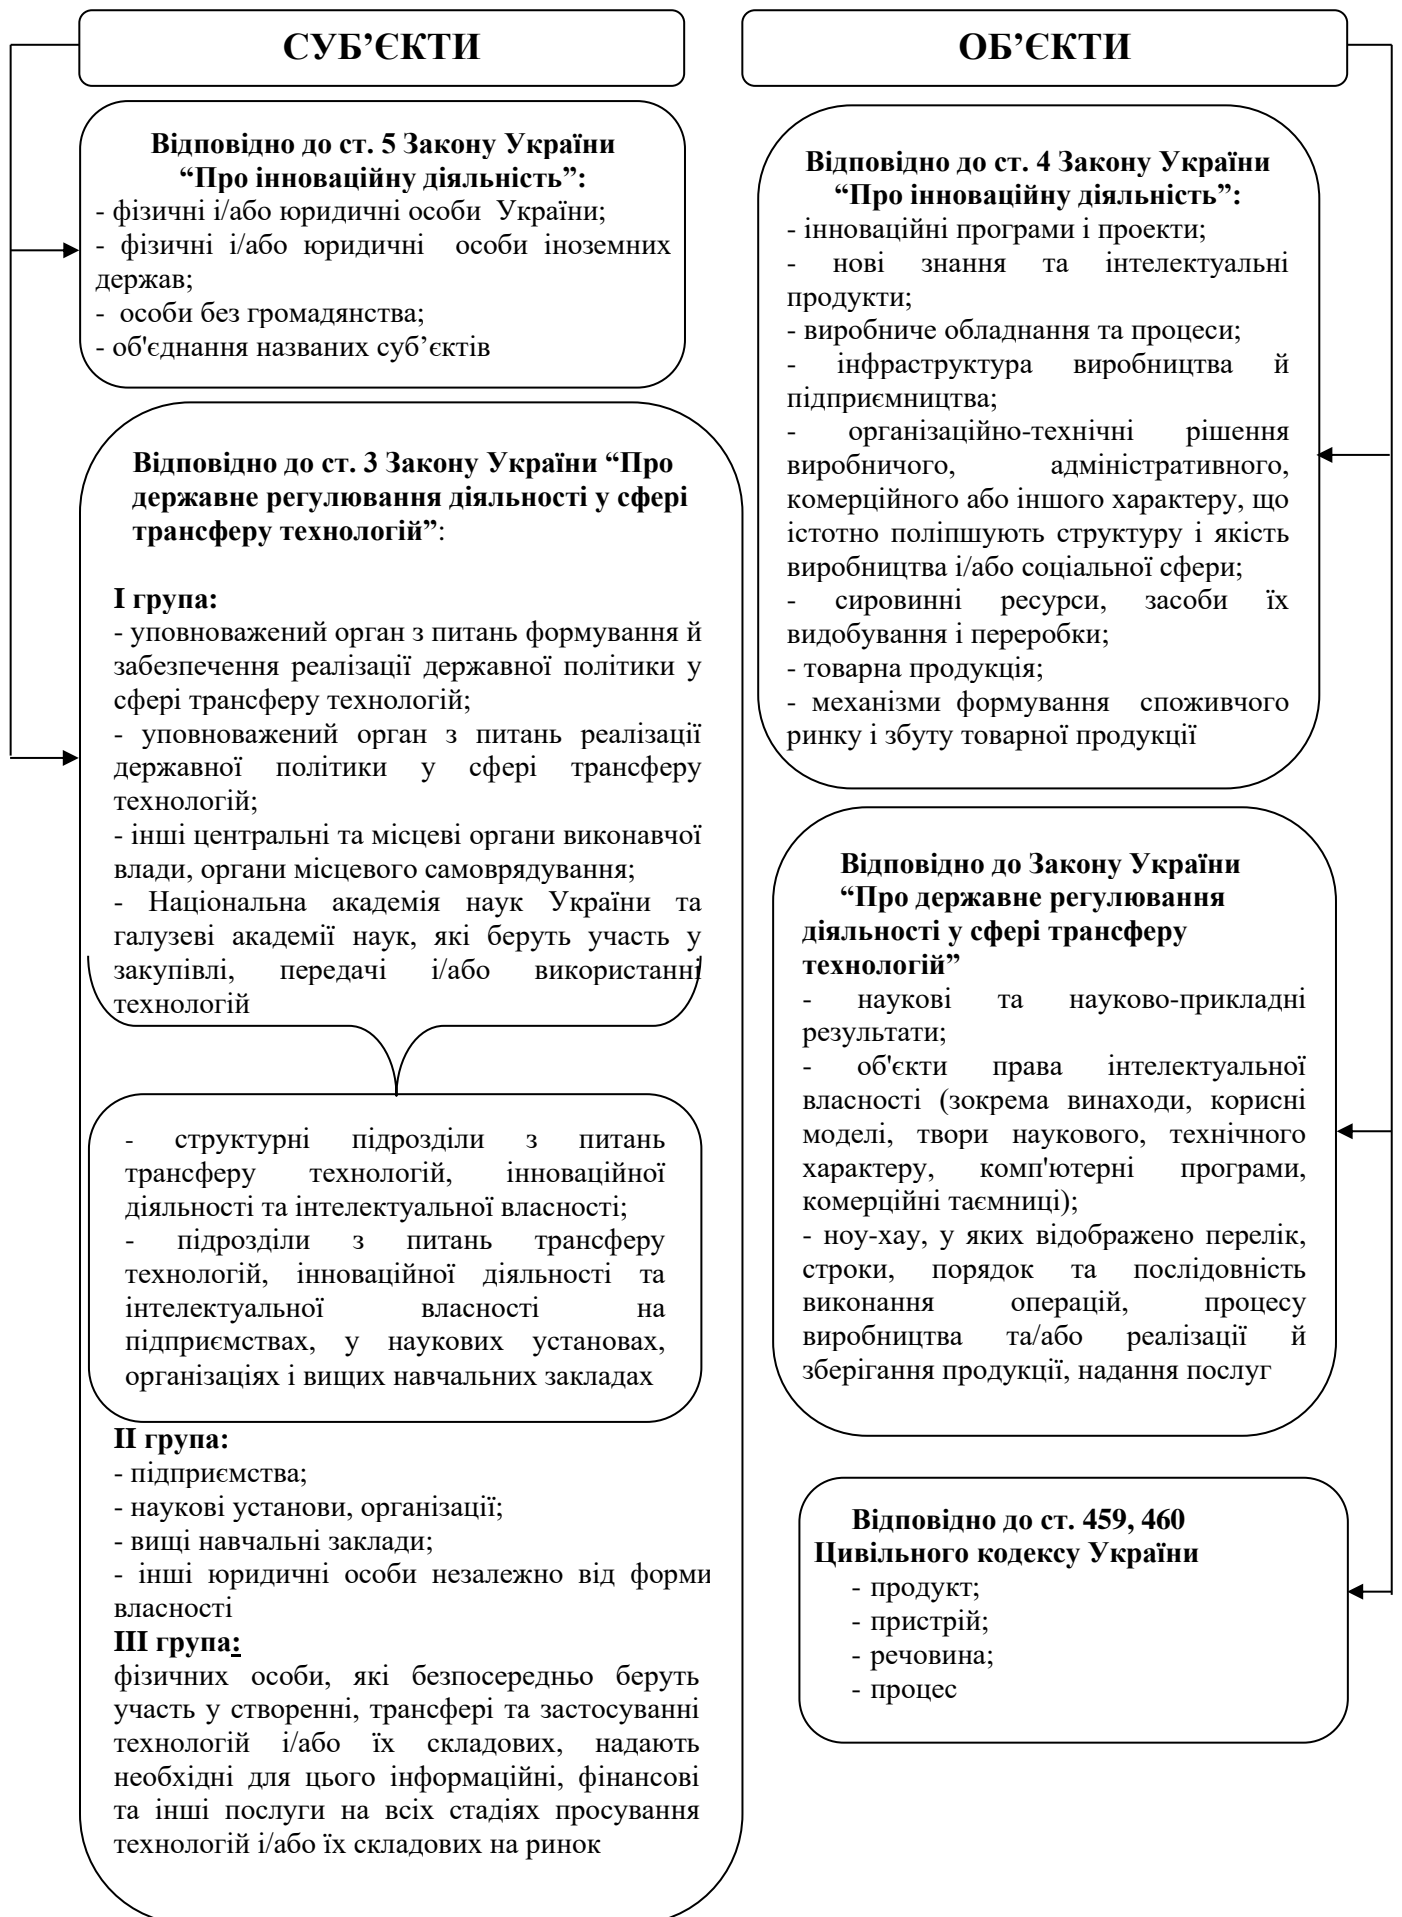 СУБ’ЄКТИ
Відповідно до ст. 5 Закону України
“Про інноваційну діяльність”:
- фізичні і/або юридичні особи України;
- фізичні і/або юридичні особи іноземних
держав;
- особи без громадянства;
- об'єднання названих суб’єктів
Відповідно до ст. 3 Закону України “Про
державне регулювання діяльності у сфері
трансферу технологій”:
І група:
- уповноважений орган з питань формування й
забезпечення реалізації державної політики у
сфері трансферу технологій;
- уповноважений орган з питань реалізації
державної політики у сфері трансферу
технологій;
- інші центральні та місцеві органи виконавчої
влади, органи місцевого самоврядування;
- Національна академія наук України та
галузеві академії наук, які беруть участь у
закупівлі, передачі і/або використанні
технологій
- структурні підрозділи з питань
трансферу технологій, інноваційної
діяльності та інтелектуальної власності;
- підрозділи з питань трансферу
технологій, інноваційної діяльності та
інтелектуальної власності на
підприємствах, у наукових установах,
організаціях і вищих навчальних закладах
ІІ група:
- підприємства;
- наукові установи, організації;
- вищі навчальні заклади;
- інші юридичні особи незалежно від форми
власності
ІІІ група:
фізичних особи, які безпосередньо беруть
участь у створенні, трансфері та застосуванні
технологій і/або їх складових, надають
необхідні для цього інформаційні, фінансові
та інші послуги на всіх стадіях просування
технологій і/або їх складових на ринок
ОБ’ЄКТИ
Відповідно до ст. 4 Закону України
“Про інноваційну діяльність”:
- інноваційні програми і проекти;
- нові знання та інтелектуальні
продукти;
- виробниче обладнання та процеси;
- інфраструктура виробництва й
підприємництва;
- організаційно-технічні рішення
виробничого, адміністративного,
комерційного або іншого характеру, що
істотно поліпшують структуру і якість
виробництва і/або соціальної сфери;
- сировинні ресурси, засоби їх
видобування і переробки;
- товарна продукція;
- механізми формування споживчого
ринку і збуту товарної продукції
Відповідно до Закону України
“Про державне регулювання
діяльності у сфері трансферу
технологій”
- наукові та науково-прикладні
результати;
- об'єкти права інтелектуальної
власності (зокрема винаходи, корисні
моделі, твори наукового, технічного
характеру, комп'ютерні програми,
комерційні таємниці);
- ноу-хау, у яких відображено перелік,
строки, порядок та послідовність
виконання операцій, процесу
виробництва та/або реалізації й
зберігання продукції, надання послуг
Відповідно до ст. 459, 460
Цивільного кодексу України
- продукт;
- пристрій;
- речовина;
- процес